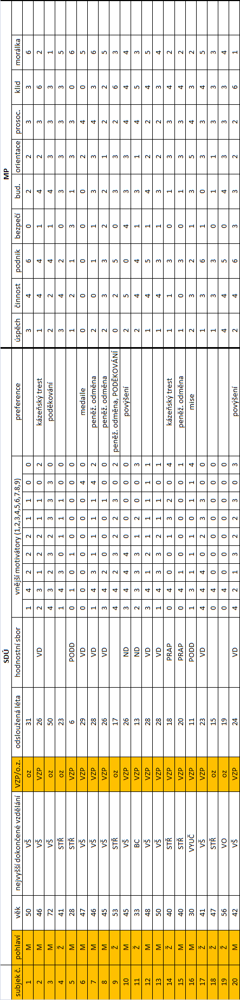 SDÚ MP
subjek č. pohlaví věk nejvyšší dokončené vzdělání VZP/o.z. odsloužená léta hodnostní sbor vnější motivátory (1,2,3,4,5,6,7.8,9) preference úspěch činnost podnik bezpečí bud. orientace prosoc. klid morálka
1 M 50 VŠ oz 31 1 4 2 2 2 1 1 0 0 3 4 6 0 2 2 3 3 6
2 M 46 VŠ VZP 26 VD 2 3 1 2 2 1 1 0 2 kázeňský trest 1 4 4 1 4 2 3 6 2
3 M 72 VŠ oz 50 4 3 2 3 2 3 3 3 0 poděkování 2 2 4 1 4 3 3 3 1
4 Ž 41 STŘ oz 23 1 4 3 0 1 1 1 0 0 3 4 2 0 3 3 3 3 5
5 M 28 STŘ VZP 6 PODD 0 1 0 1 0 0 0 0 0 1 2 1 3 1 3 3 0 6
6 M 47 VŠ VZP 29 VD 0 0 0 0 0 0 0 4 0 medaile 0 0 0 0 0 2 4 0 5
7 M 46 VŠ VZP 28 VD 1 4 3 1 1 1 1 4 2 peněž. odměna 2 0 1 1 3 3 4 3 6
8 M 45 VŠ VZP 26 VD 3 4 2 0 0 0 1 0 0 peněž. odměna 2 3 3 2 2 1 2 2 5
9 Ž 53 STŘ oz 17 4 4 2 3 2 2 3 0 2 peněž. odměna, PODĚKOVÁNÍ 0 2 5 0 3 3 2 6 3
10 M 45 VŠ VZP 26 ND 3 4 4 4 0 0 0 0 0 povýšení 2 5 0 4 3 3 4 4 4
11 Ž 33 BC VZP 13 ND 2 3 3 3 1 2 0 0 3 2 4 4 1 3 1 4 5 3
12 M 48 VŠ VZP 28 VD 3 4 1 2 1 1 1 1 1 1 4 5 1 4 2 2 4 5
13 M 50 VŠ VZP 28 VD 1 4 3 3 2 1 1 0 1 1 4 3 1 3 2 2 3 4
14 Ž 40 STŘ VZP 18 PRAP 0 4 0 0 1 3 2 0 4 kázeňský trest 1 1 3 0 1 3 3 4 2
15 M 40 STŘ VZP 20 PRAP 0 4 1 0 0 0 0 0 1 peněž. odměna 1 0 3 0 1 3 3 4 2
16 M 30 VYUČ VZP 11 PODD 1 3 1 1 1 0 1 1 4 mise 2 3 2 1 3 5 4 3 2
17 Ž 41 VŠ VZP 23 VD 4 4 4 0 2 3 3 0 0 1 3 6 1 0 3 3 4 5
18 Ž 47 STŘ oz 15 0 4 0 0 0 0 0 0 0 1 3 3 0 1 1 3 3 3
19 Ž 56 VO oz 19 0 4 0 0 0 0 0 0 0 4 4 5 0 4 3 3 3 4
20 M 42 VŠ VZP 24 VD 4 2 1 3 2 2 3 0 3 povýšení 2 4 6 3 3 2 2 6 1